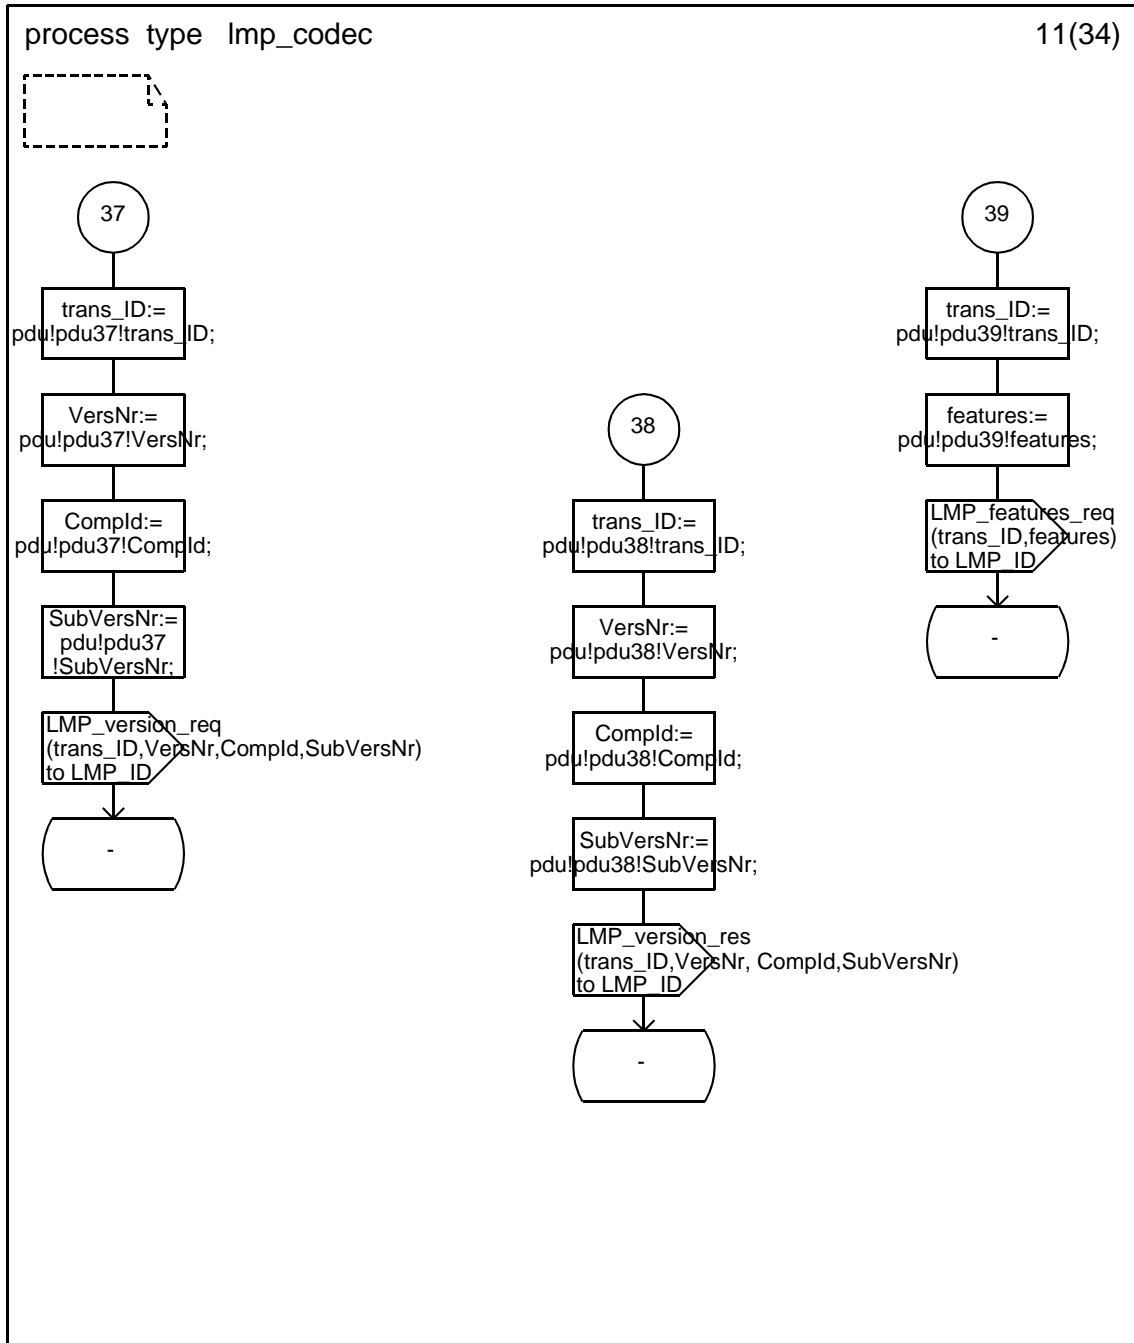 process type lmp_codec
11(34)
37
trans_ID:=
pdu!pdu37!trans_ID;
VersNr:=
pdu!pdu37!VersNr;
CompId:=
pdu!pdu37!CompId;
SubVersNr:=
pdu!pdu37
!SubVersNr;
LMP_version_req
(trans_ID,VersNr,CompId,SubVersNr)
to LMP_ID
-
38
trans_ID:=
pdu!pdu38!trans_ID;
VersNr:=
pdu!pdu38!VersNr;
CompId:=
pdu!pdu38!CompId;
SubVersNr:=
pdu!pdu38!SubVersNr;
LMP_version_res
(trans_ID,VersNr, CompId,SubVersNr)
to LMP_ID
-
39
trans_ID:=
pdu!pdu39!trans_ID;
features:=
pdu!pdu39!features;
LMP_features_req
(trans_ID,features)
to LMP_ID
-